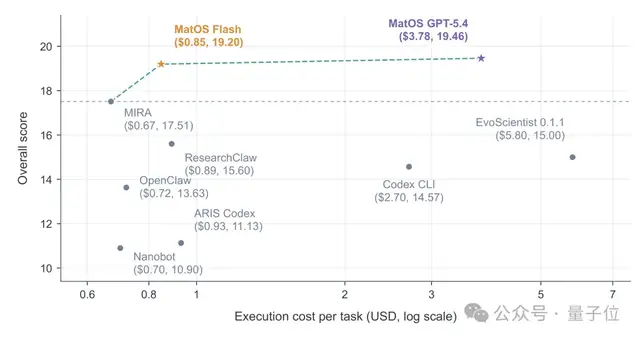 MatOS Flash
($0.85, 19.20)
MatOS GPT-5.4
($3.78, 19.46)
20
18
16
14
12
10
Overall score
MIRA
($0.67, 17.51)
EvoScientist 0.1.1
($5.80, 15.00)
ResearchClaw
($0.89, 15.60)
OpenClaw
($0.72, 13.63)
Codex CLI
($2.70, 14.57)
ARIS Codex
($0.93, 11.13)
Nanobot
($0.70, 10.90)
0.6
0.8
1
2
3
5
7
Execution cost per task (USD, log scale)
公众号 · 量子位